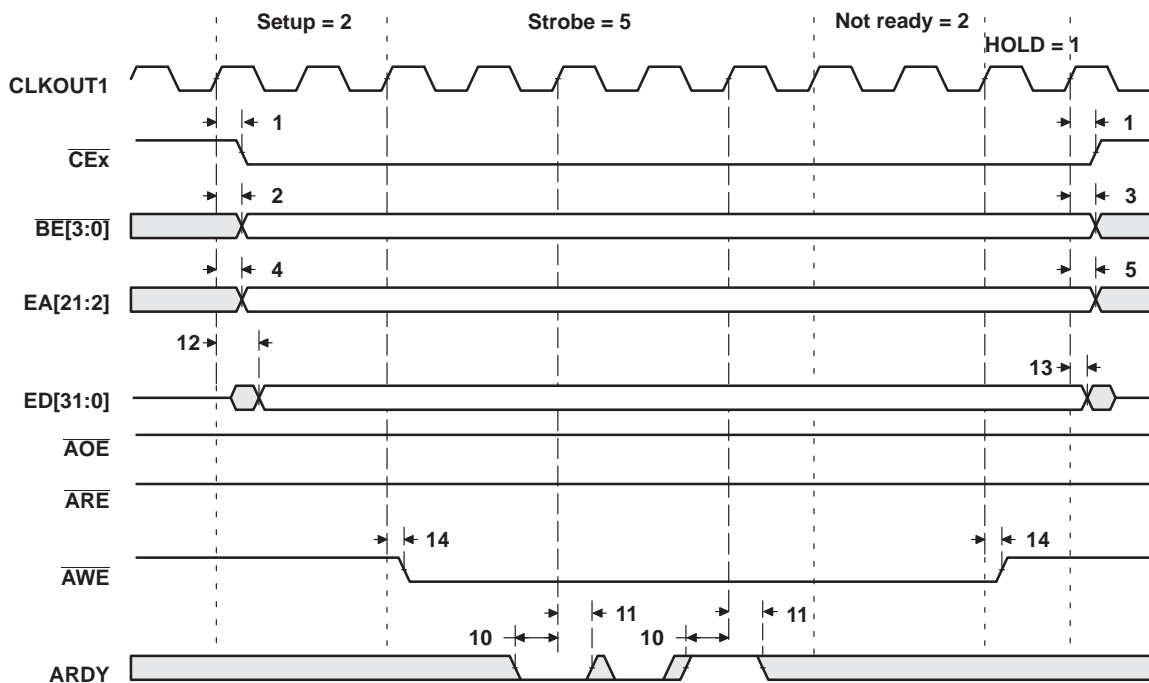 Setup = 2 Strobe = 5 Not ready = 2
HOLD = 1
CLKOUT1
1 1
CEx
2 3
BE[3:0]
4 5
EA[21:2]
12
13
ED[31:0]
AOE
ARE
14 14
AWE
10 11 10 11
ARDY